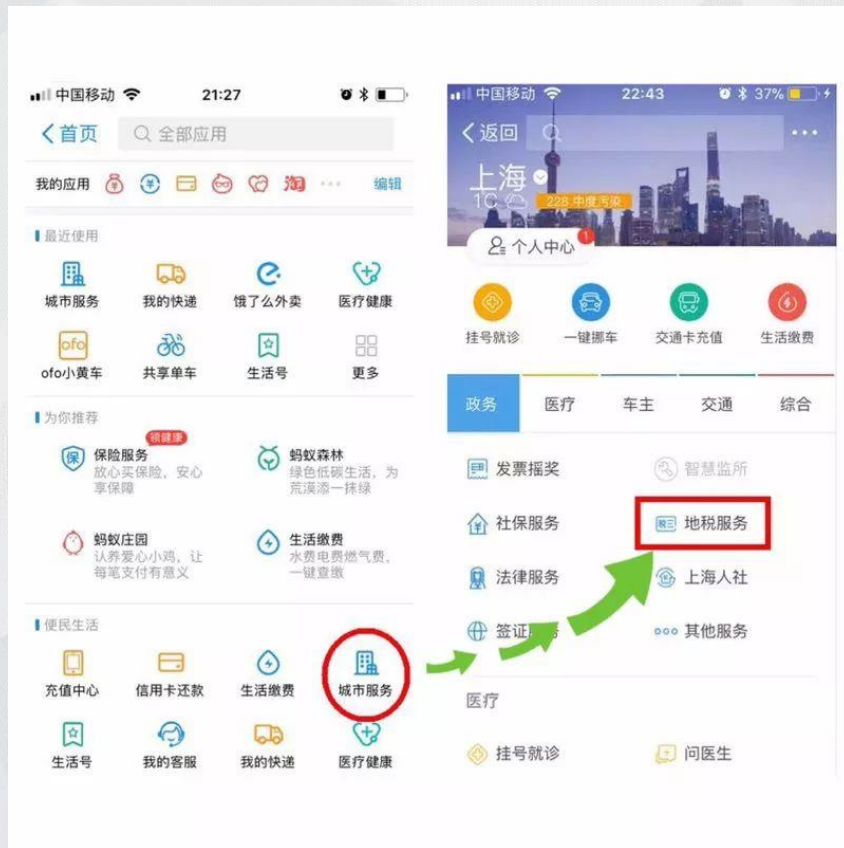 中国移动 21:27
首页 全部应用
我的应用 淘 编辑
最近使用
城市服务 我的快递 饿了么外卖 医疗健康
ofo
ofo小黄车 共享单车 生活号 更多
为你推荐
领健康
保 保险服务 蚂蚁森林
放心买保险,安心 绿色低碳生活,为
享保障 荒漠添一抹绿
蚂蚁庄园 生活缴费
认养爱心小鸡,让 水费电费燃气费,
每笔支付有意义 一键查缴
便民生活
充值中心 信用卡还款 生活缴费 城市服务
生活号 我的客服 我的快递 医疗健康
中国移动 22:43 37%
返回
上海
1C 228 中度污染
个人中心 1
挂号就诊 一键挪车 交通卡充值 生活缴费
政务 医疗 车主 交通 综合
发票摇奖 智慧监所
社保服务 税 地税服务
法律服务 上海人社
签证 其他服务
医疗
挂号就诊 问医生